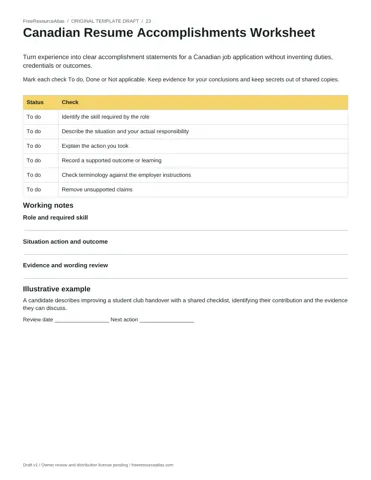 FreeResourceAtlas / ORIGINAL TEMPLATE DRAFT / 23
Canadian Resume Accomplishments Worksheet
Turn experience into clear accomplishment statements for a Canadian job application without inventing duties,
credentials or outcomes.
Mark each check To do, Done or Not applicable. Keep evidence for your conclusions and keep secrets out of shared copies.
Status Check
To do Identify the skill required by the role
To do Describe the situation and your actual responsibility
To do Explain the action you took
To do Record a supported outcome or learning
To do Check terminology against the employer instructions
To do Remove unsupported claims
Working notes
Role and required skill
Situation action and outcome
Evidence and wording review
Illustrative example
A candidate describes improving a student club handover with a shared checklist, identifying their contribution and the evidence
they can discuss.
Review date ____________________ Next action ____________________
Draft v1 / Owner review and distribution license pending / freeresourceatlas.com